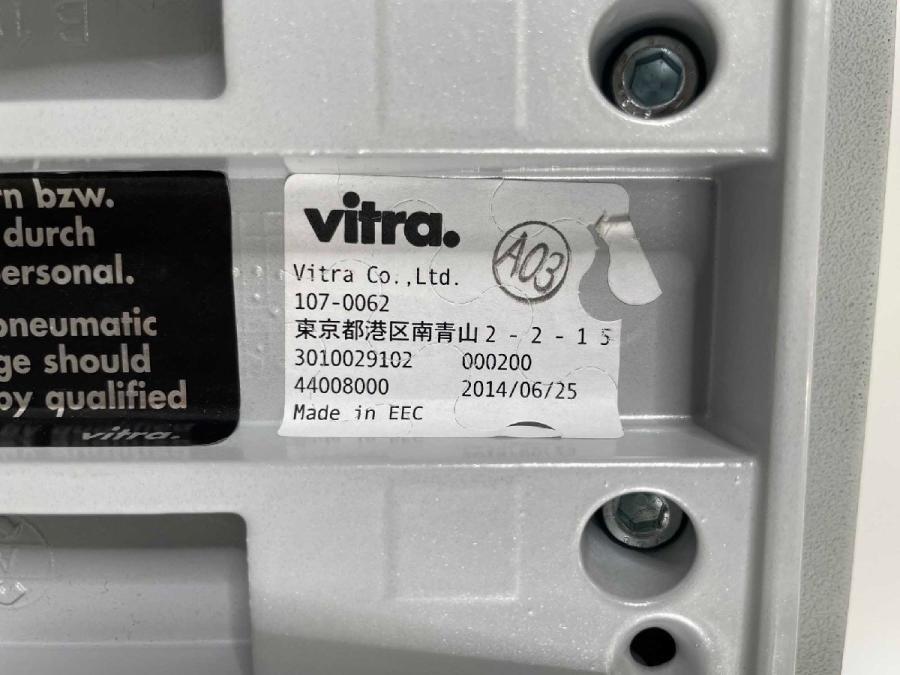 rn bzw.
durch
ersonal.
pneumatic
ge should
by qualified
vitra.
vitra.
A03
Vitra Co.,Ltd.
107-0062
東京都港区南青山2-2-15
3010029102 000200
44008000 2014/06/25
Made in EEC